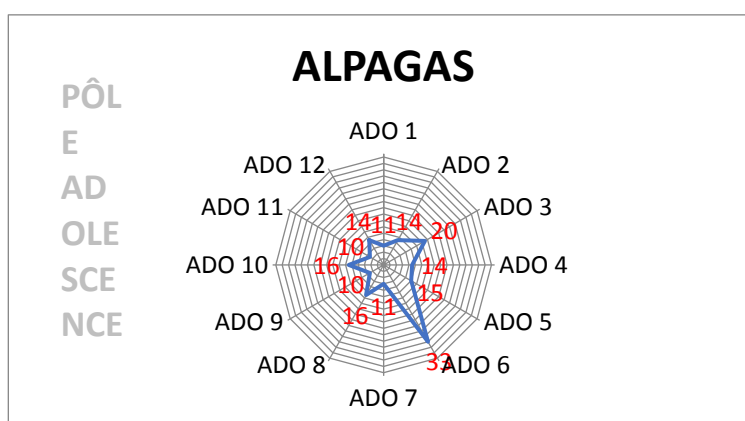 ALPAGAS
PÔL
E
AD
OLE
SCE
NCE
ADO 1
ADO 2
ADO 3
ADO 4
ADO 5
ADO 6
ADO 7
ADO 8
ADO 9
ADO 10
ADO 11
ADO 12
11
14
20
14
15
33
11
16
10
16
10
14